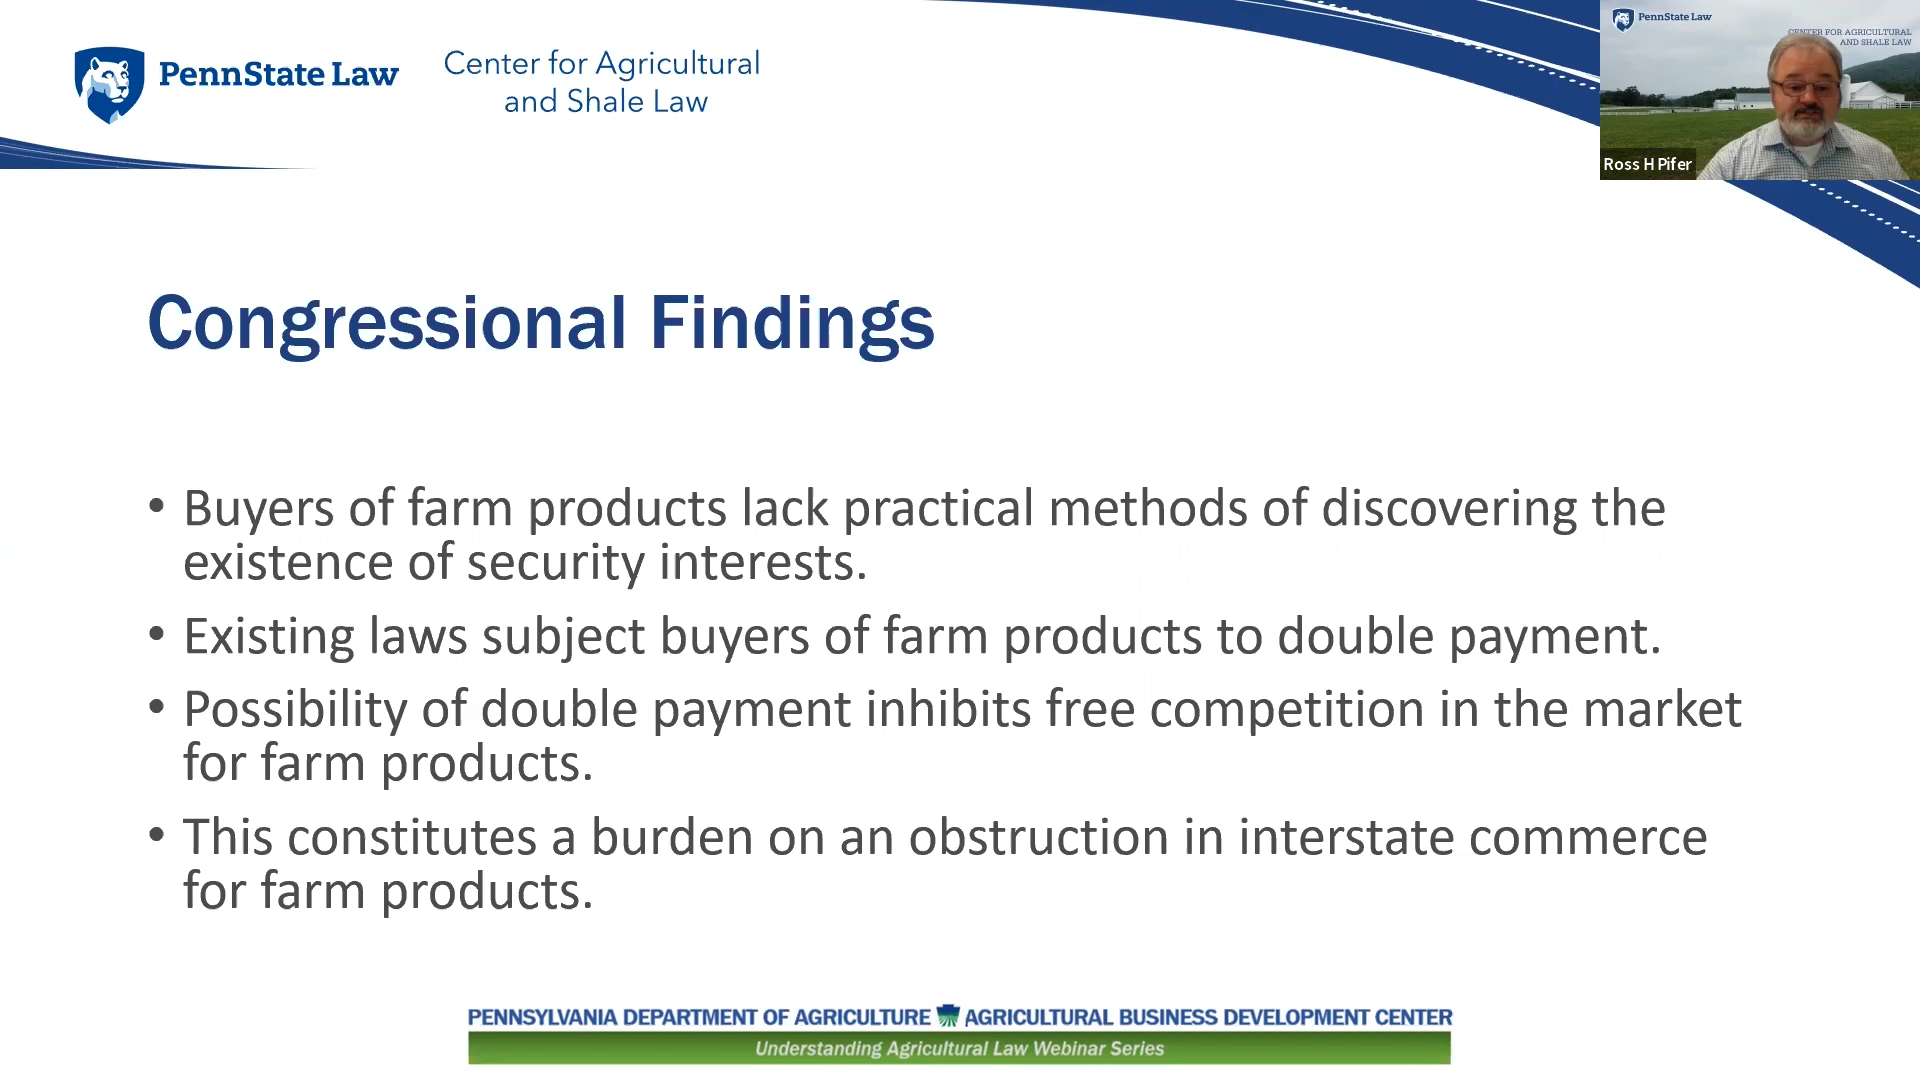 PennState Law
Center for Agricultural
and Shale Law
PennState Law
CENTER FOR AGRICULTURAL
AND SHALE LAW
Ross H Pifer
Congressional Findings
• Buyers of farm products lack practical methods of discovering the
existence of security interests.
• Existing laws subject buyers of farm products to double payment.
• Possibility of double payment inhibits free competition in the market
for farm products.
• This constitutes a burden on an obstruction in interstate commerce
for farm products.
PENNSYLVANIA DEPARTMENT OF AGRICULTURE AGRICULTURAL BUSINESS DEVELOPMENT CENTER
Understanding Agricultural Law Webinar Series